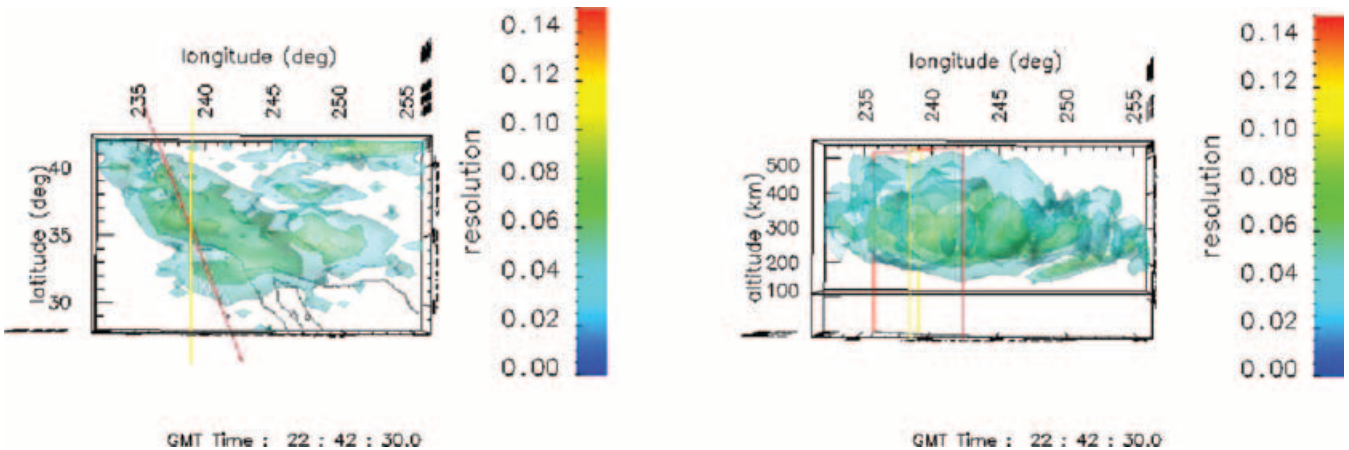 longitude (deg)
235 240 245 250 255
latitude (deg)
40
35
30
resolution
0.14
0.12
0.10
0.08
0.06
0.04
0.02
0.00
GMT Time : 22 : 42 : 30.0
longitude (deg)
235 240 245 250 255
altitude (km)
500
400
300
200
100
resolution
0.14
0.12
0.10
0.08
0.06
0.04
0.02
0.00
GMT Time : 22 : 42 : 30.0